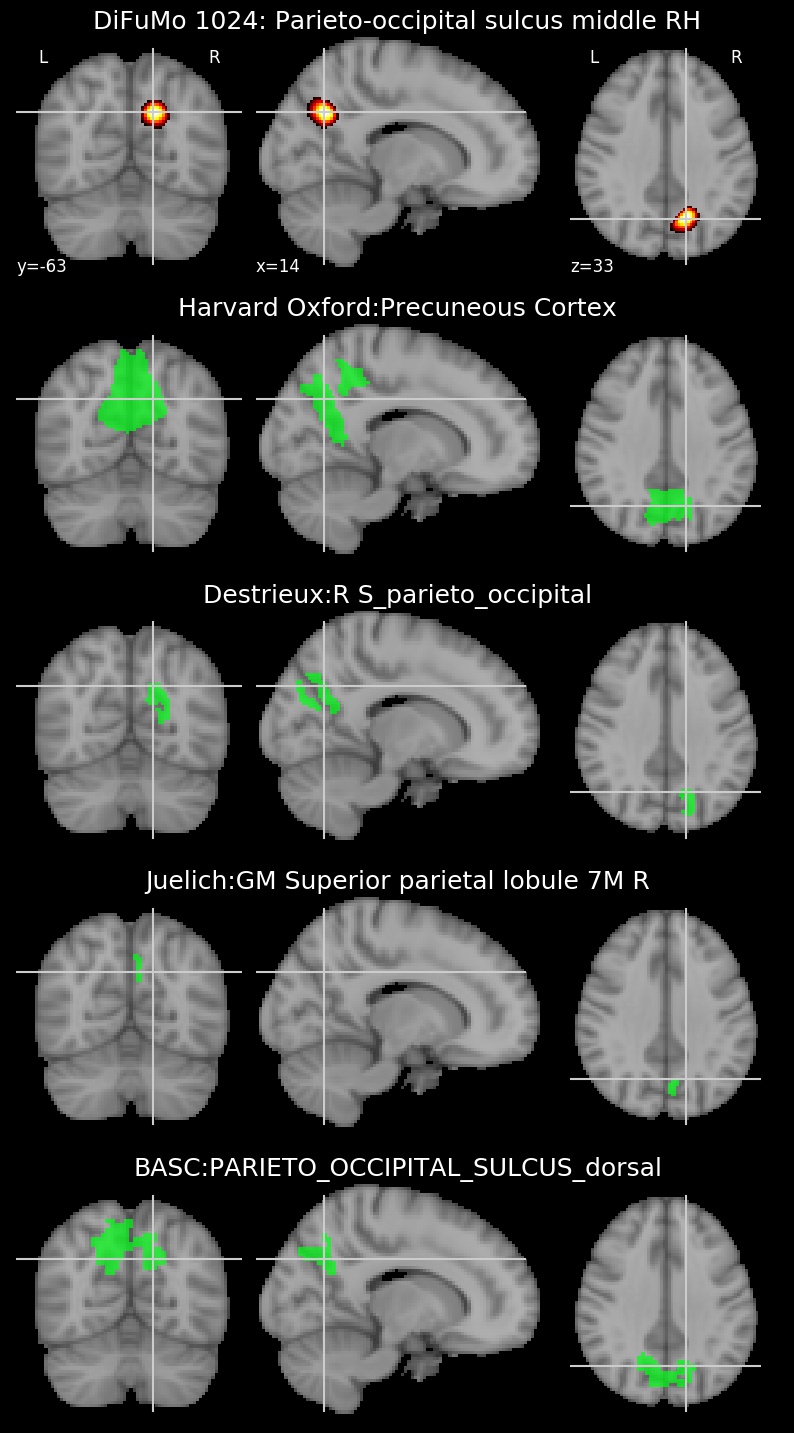 DiFuMo 1024: Parieto-occipital sulcus middle RH
L R L R
y=-63 x=14 z=33
Harvard Oxford:Precuneous Cortex
Destrieux:R S_parieto_occipital
Juelich:GM Superior parietal lobule 7M R
BASC:PARIETO_OCCIPITAL_SULCUS_dorsal